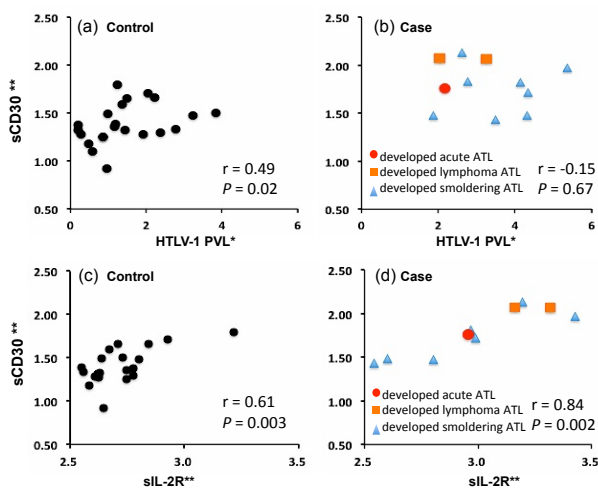 (a) Control
sCD30 **
2.00
1.50
1.00
0.50
0 2 4 6
r = 0.49
P = 0.02
HTLV-1 PVL*
(b) Case
2.00
1.50
1.00
0.50
0 2 4 6
developed acute ATL
developed lymphoma ATL
developed smoldering ATL
r = -0.15
P = 0.67
HTLV-1 PVL*
(c) Control
sCD30 **
2.50
2.00
1.50
1.00
0.50
2.5 3.0 3.5
r = 0.61
P = 0.003
sIL-2R**
(d) Case
2.50
2.00
1.50
1.00
0.50
2.5 3.0 3.5
developed acute ATL
developed lymphoma ATL
developed smoldering ATL
r = 0.84
P = 0.002
sIL-2R**